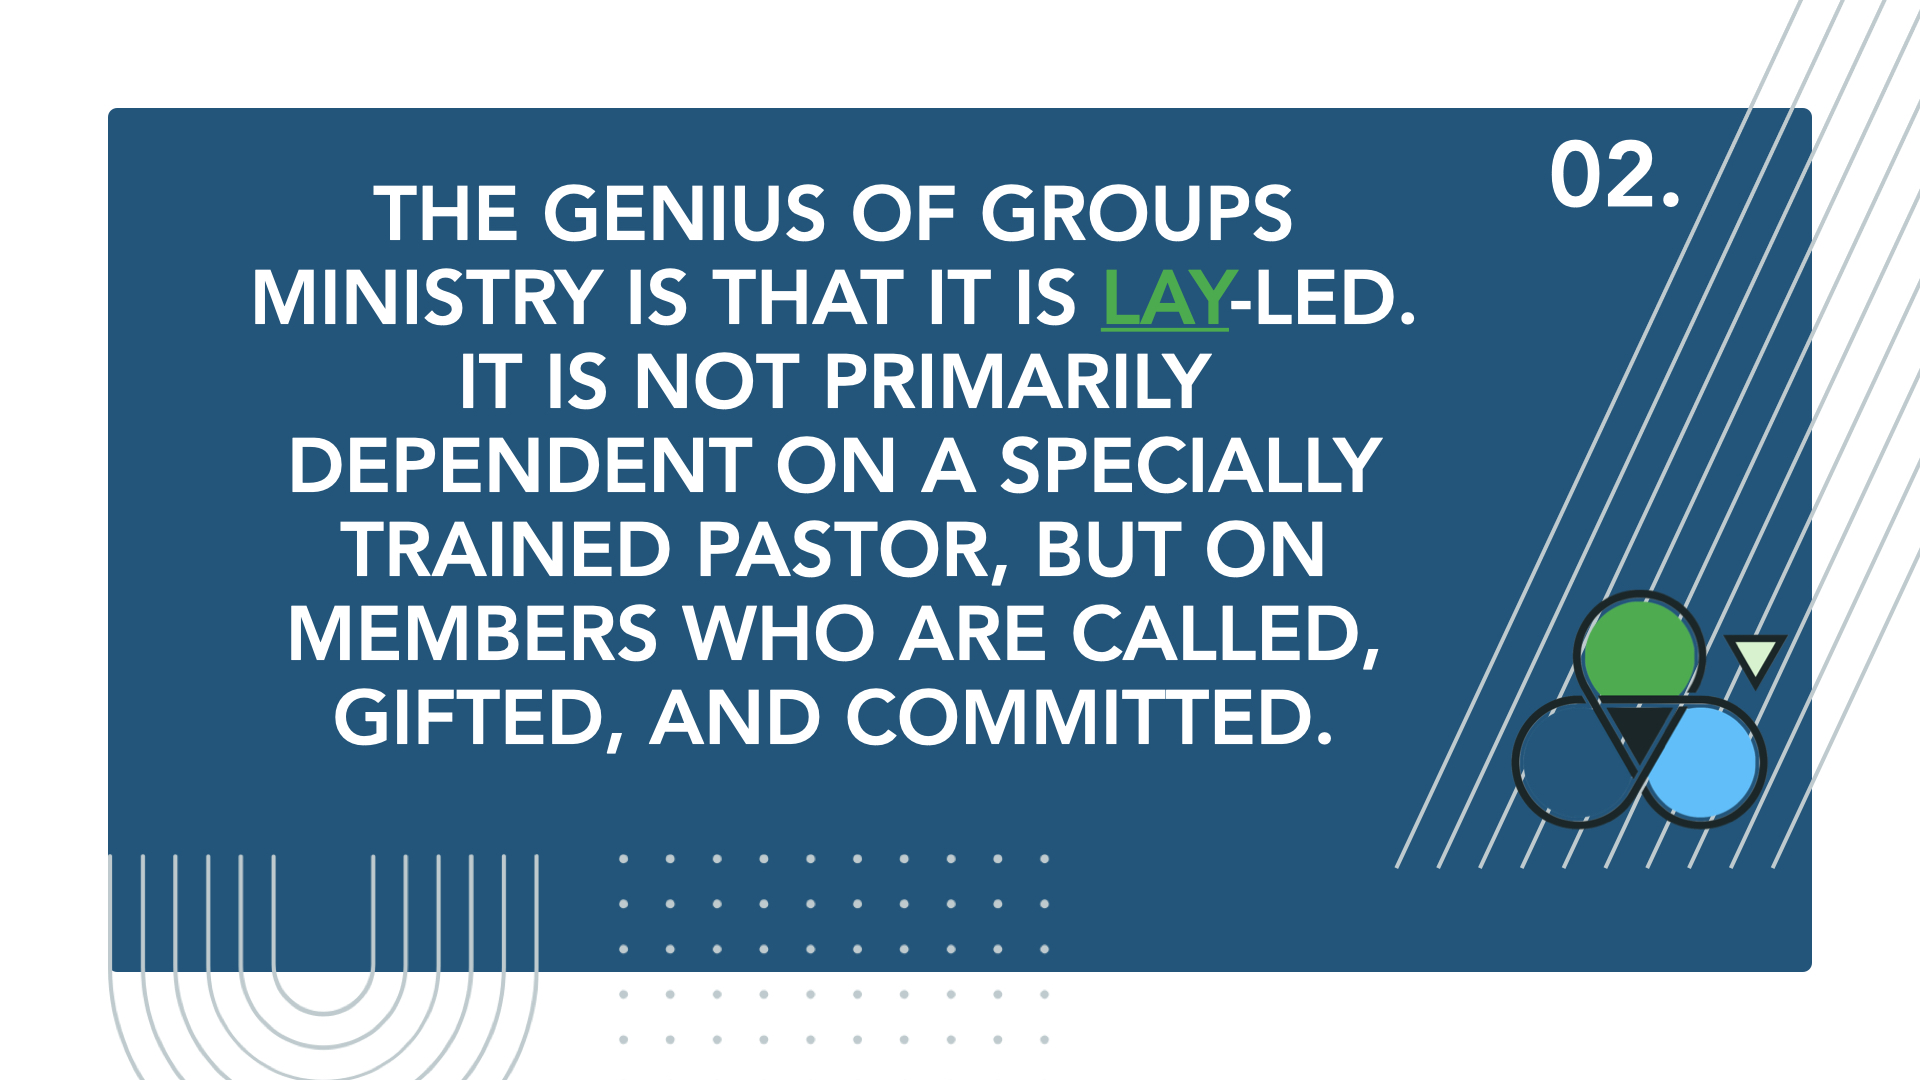 02.
THE GENIUS OF GROUPS
MINISTRY IS THAT IT IS LAY-LED.
IT IS NOT PRIMARILY
DEPENDENT ON A SPECIALLY
TRAINED PASTOR, BUT ON
MEMBERS WHO ARE CALLED,
GIFTED, AND COMMITTED.